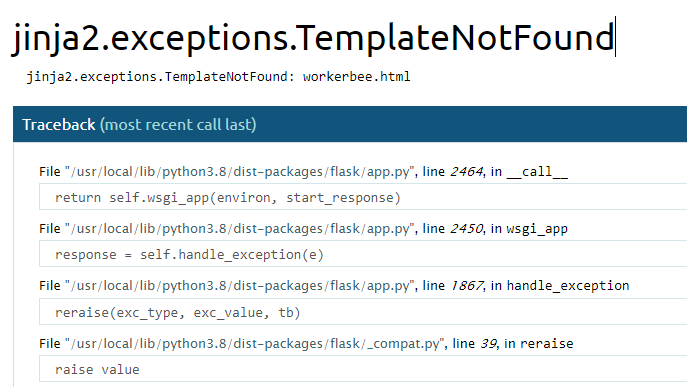 jinja2.exceptions.TemplateNotFound
jinja2.exceptions.TemplateNotFound: workerbee.html
Traceback (most recent call last)
File "/usr/local/lib/python3.8/dist-packages/flask/app.py", line 2464, in __call__
return self.wsgi_app(environ, start_response)
File "/usr/local/lib/python3.8/dist-packages/flask/app.py", line 2450, in wsgi_app
response = self.handle_exception(e)
File "/usr/local/lib/python3.8/dist-packages/flask/app.py", line 1867, in handle_exception
reraise(exc_type, exc_value, tb)
File "/usr/local/lib/python3.8/dist-packages/flask/_compat.py", line 39, in reraise
raise value